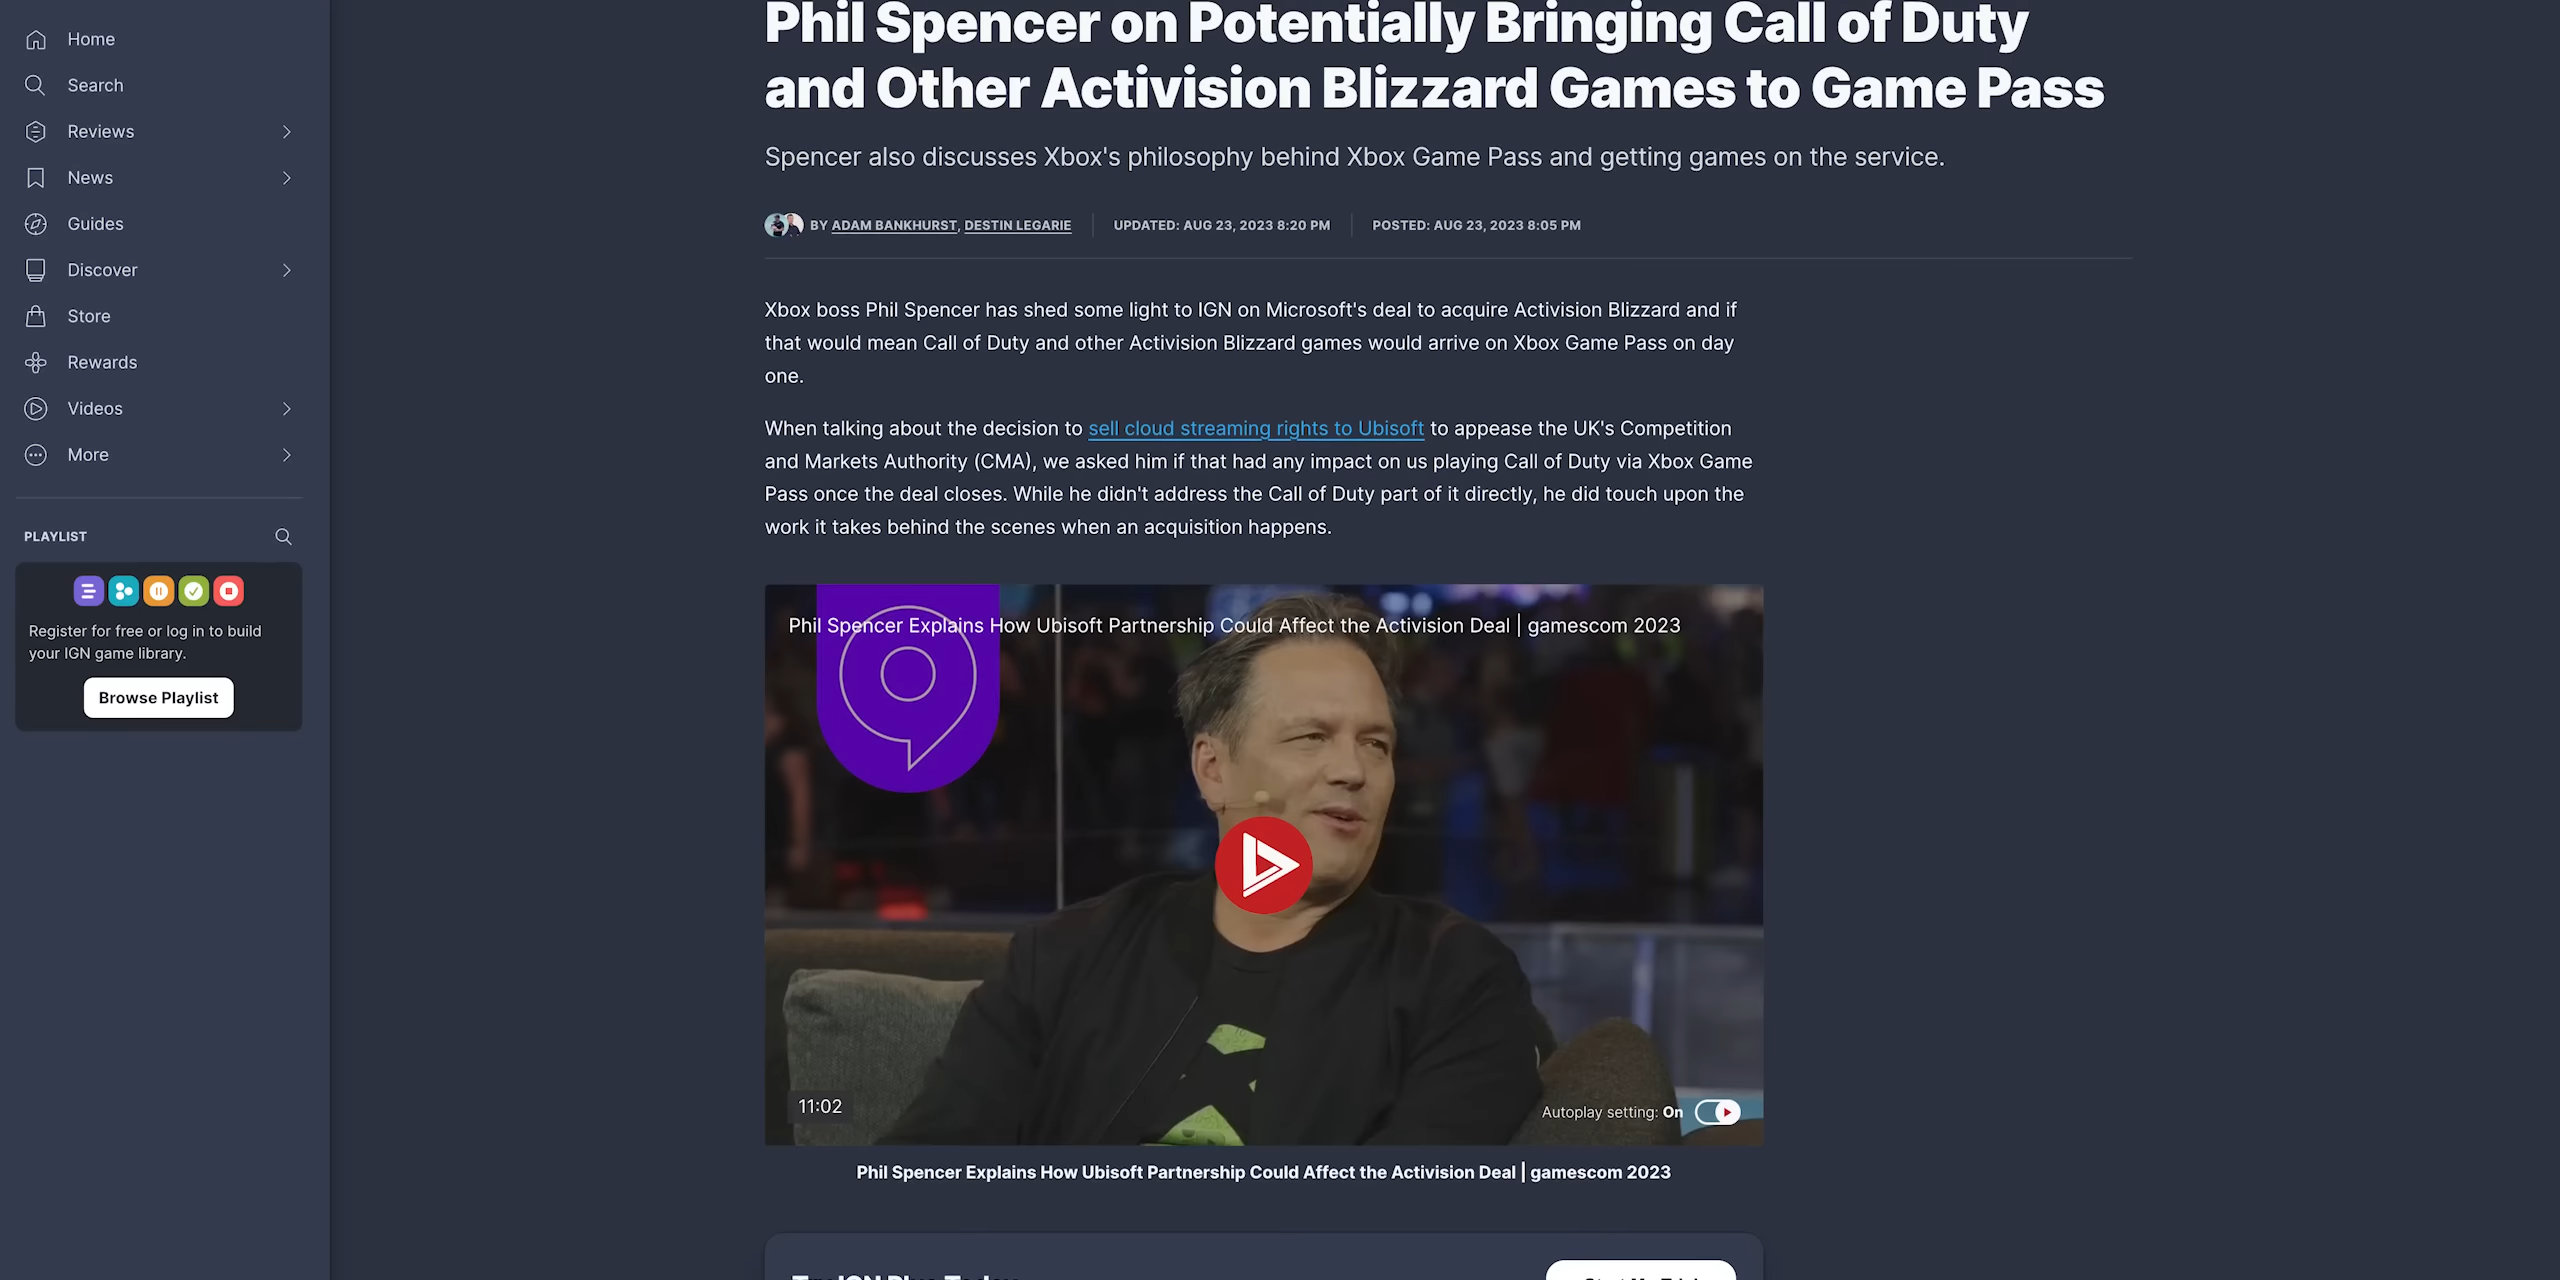 Home
Search
Reviews
News
Guides
Discover
Store
Rewards
Videos
More
PLAYLIST
Register for free or log in to build
your IGN game library.
Browse Playlist
Phil Spencer on Potentially Bringing Call of Duty
and Other Activision Blizzard Games to Game Pass
Spencer also discusses Xbox's philosophy behind Xbox Game Pass and getting games on the service.
BY ADAM BANKHURST, DESTIN LEGARIE
UPDATED: AUG 23, 2023 8:20 PM
POSTED: AUG 23, 2023 8:05 PM
Xbox boss Phil Spencer has shed some light to IGN on Microsoft's deal to acquire Activision Blizzard and if
that would mean Call of Duty and other Activision Blizzard games would arrive on Xbox Game Pass on day
one.
When talking about the decision to sell cloud streaming rights to Ubisoft to appease the UK's Competition
and Markets Authority (CMA), we asked him if that had any impact on us playing Call of Duty via Xbox Game
Pass once the deal closes. While he didn't address the Call of Duty part of it directly, he did touch upon the
work it takes behind the scenes when an acquisition happens.
Phil Spencer Explains How Ubisoft Partnership Could Affect the Activision Deal | gamescom 2023
11:02
Autoplay setting: On
Phil Spencer Explains How Ubisoft Partnership Could Affect the Activision Deal | gamescom 2023